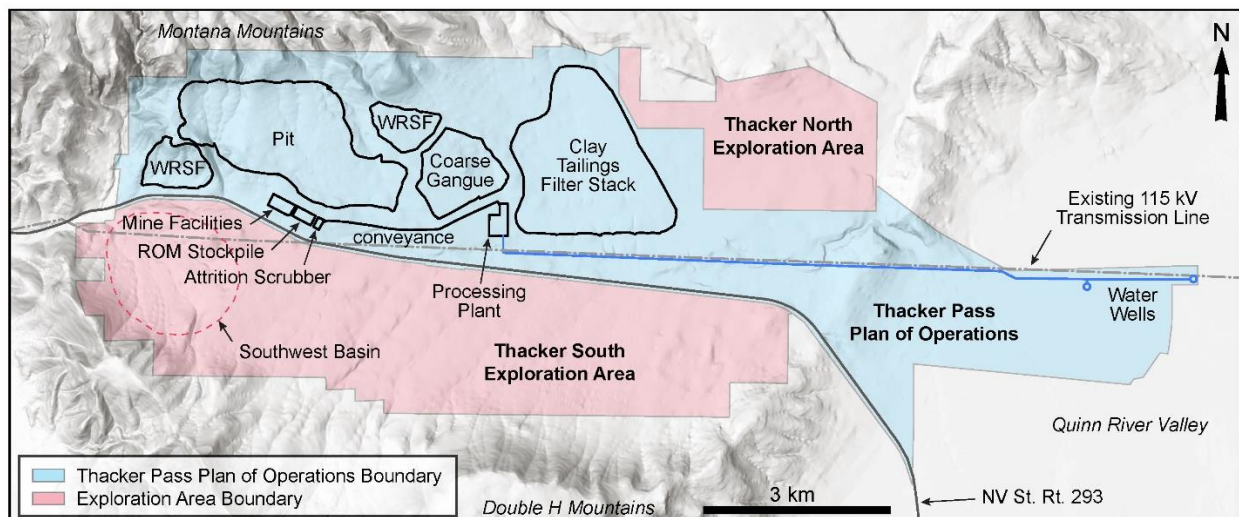 Montana Mountains
N
Thacker North
Exploration Area
WRSF
Pit
Coarse
Gangue
Clay
Tailings
Filter Stack
WRSF
Existing 115 kV
Transmission Line
Mine Facilities
ROM Stockpile
Attrition Scrubber
conveyance
Processing
Plant
Water
Wells
Thacker Pass
Plan of Operations
Southwest Basin
Thacker South
Exploration Area
Quinn River Valley
Thacker Pass Plan of Operations Boundary
Exploration Area Boundary
Double H Mountains
3 km
NV St. Rt. 293